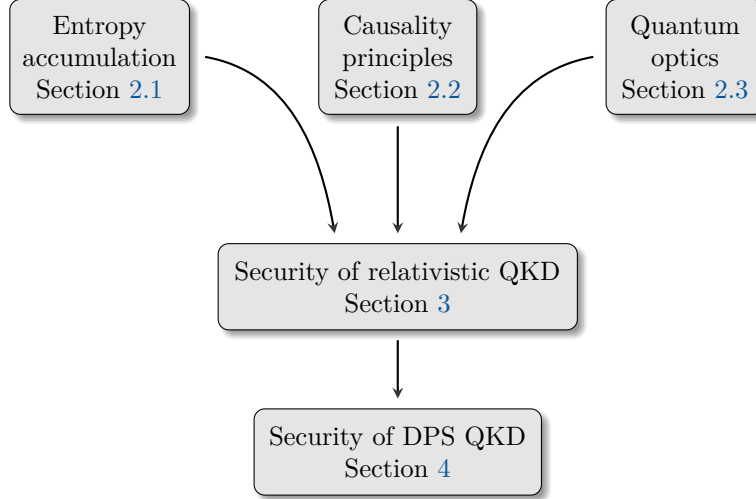 Entropy
accumulation
Section 2.1
Causality
principles
Section 2.2
Quantum
optics
Section 2.3
Security of relativistic QKD
Section 3
Security of DPS QKD
Section 4